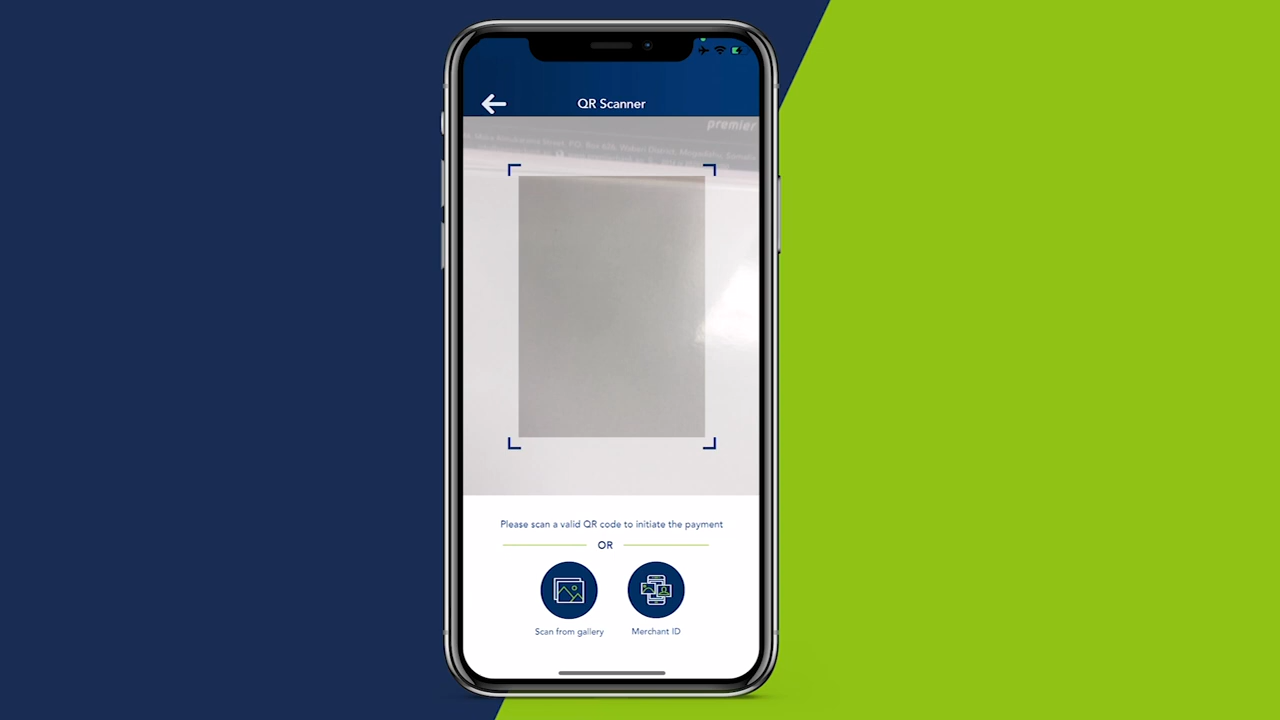 QR Scanner
premier
Please scan a valid QR code to initiate the payment
OR
Scan from gallery
Merchant ID